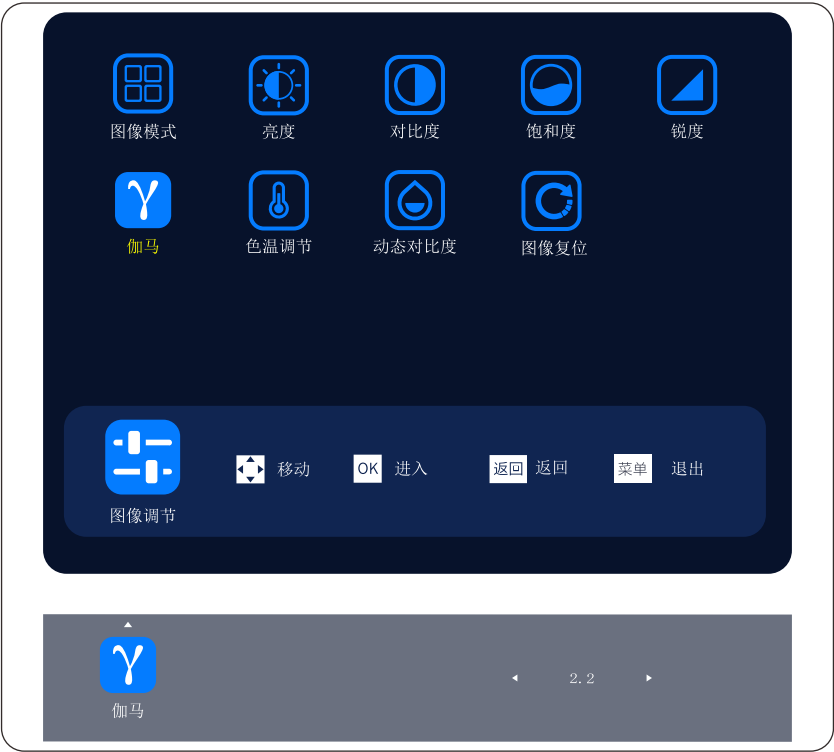 图像模式 亮度 对比度 饱和度 锐度
γ
伽马 色温调节 动态对比度 图像复位
移动 OK 进入 返回 返回 菜单 退出
图像调节
γ
2.2
伽马